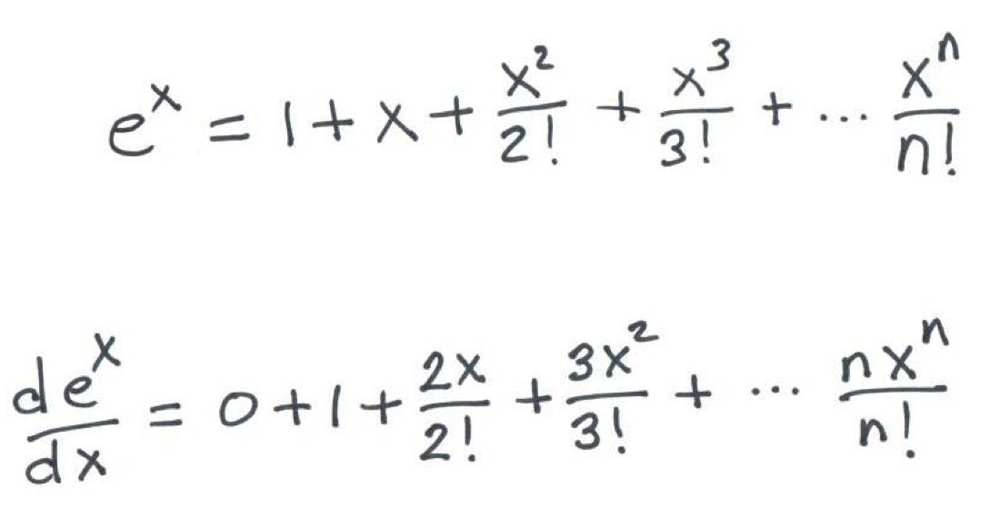 e^x = 1 + x + x^2/2! + x^3/3! + ... x^n/n!
de^x/dx = 0 + 1 + 2x/2! + 3x^2/3! + ... nx^n/n!